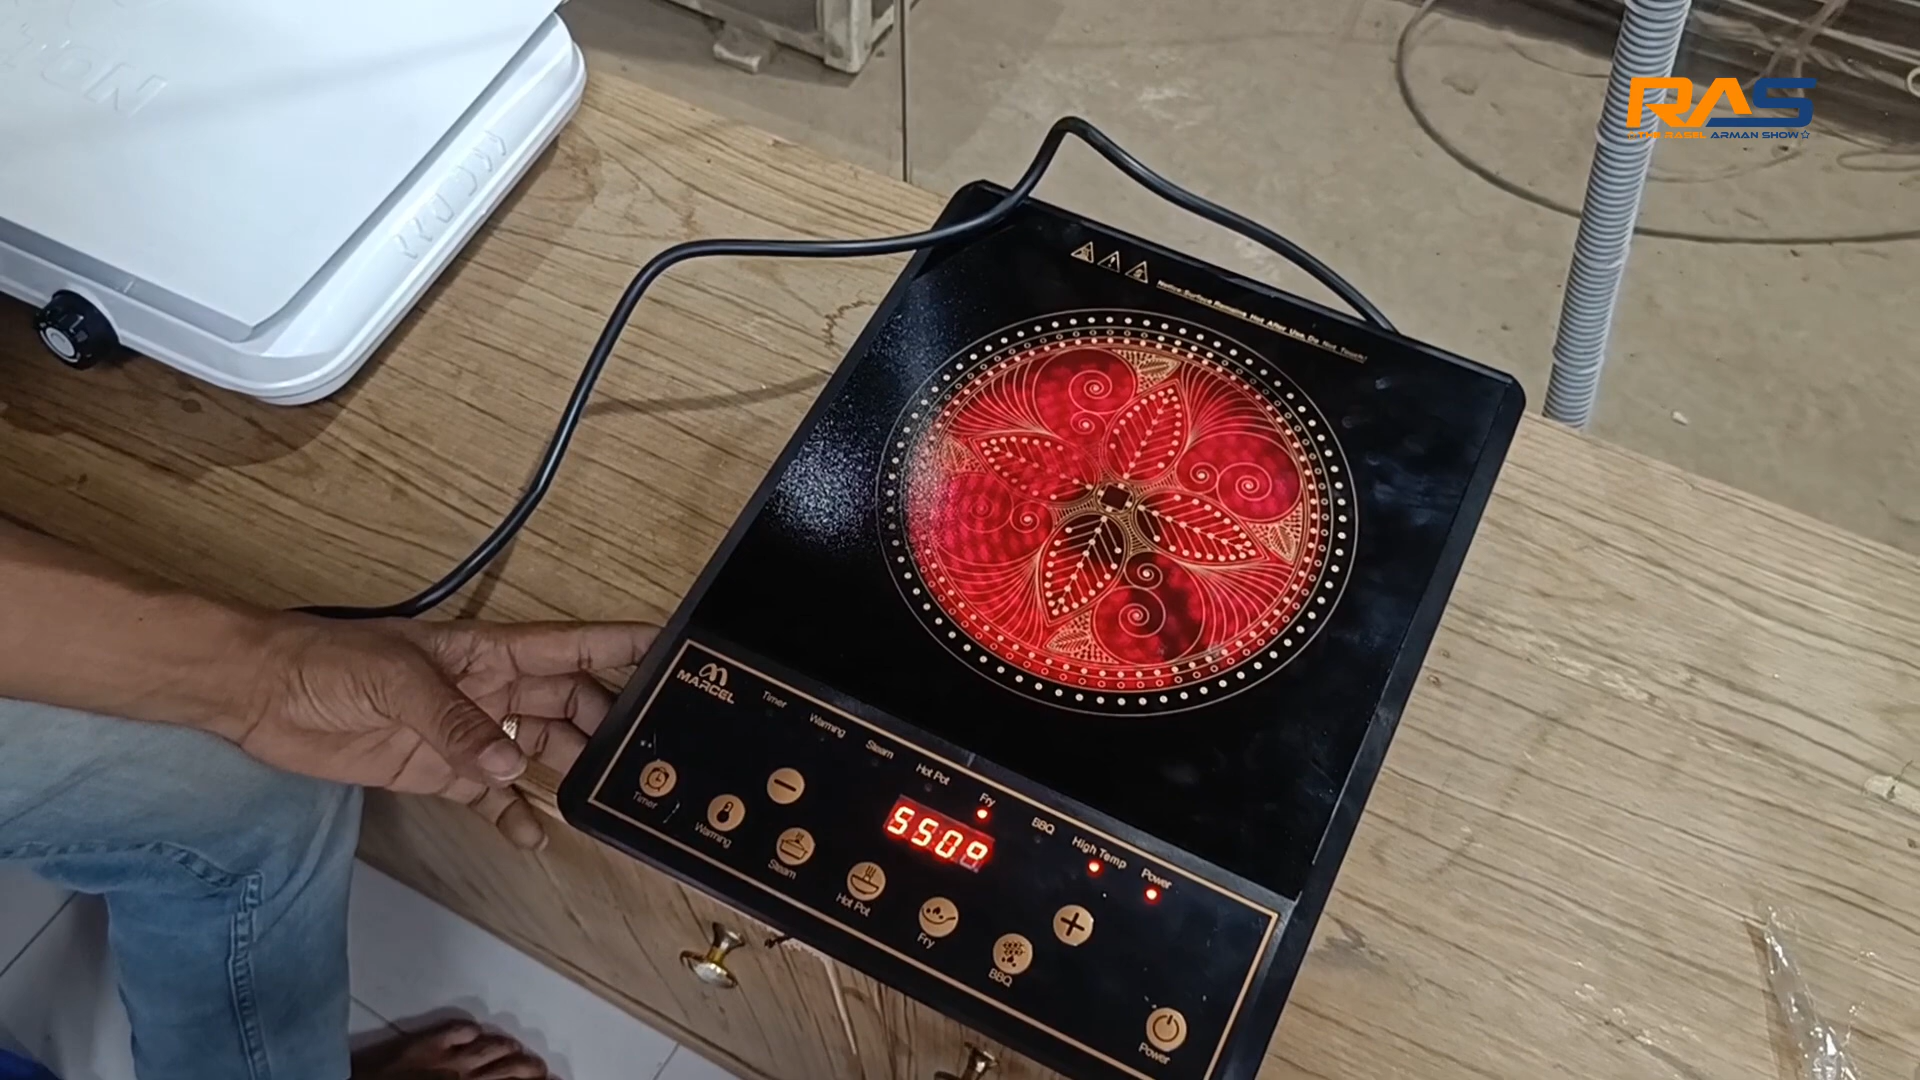 RAS
THE RASEL ARMAN SHOW
Notice: Surface Remains Hot After Use, Do Not Touch!
MARCEL
Timer
Warming
Steam
Hot Pot
Fry
BBQ
High Temp
Power
550°
Timer
Warming
Steam
Hot Pot
Fry
BBQ
Power